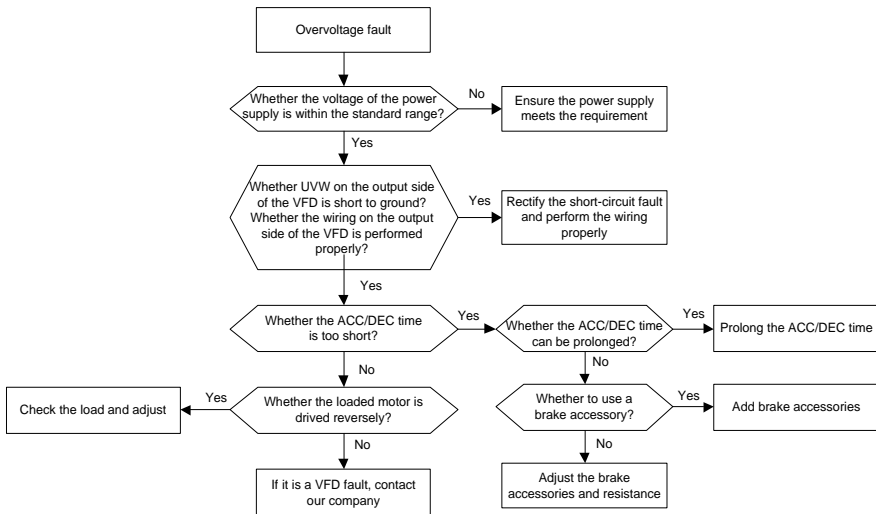 Overvoltage fault
Whether the voltage of the power
supply is within the standard range?
No
Ensure the power supply
meets the requirement
Yes
Whether UVW on the output side
of the VFD is short to ground?
Whether the wiring on the output
side of the VFD is performed
properly?
Yes
Rectify the short-circuit fault
and perform the wiring
properly
Yes
Whether the ACC/DEC time
is too short?
Yes
Whether the ACC/DEC time
can be prolonged?
Yes
Prolong the ACC/DEC time
No
No
Check the load and adjust
Yes
Whether the loaded motor is
drived reversely?
Whether to use a
brake accessory?
Yes
Add brake accessories
No
No
If it is a VFD fault, contact
our company
Adjust the brake
accessories and resistance